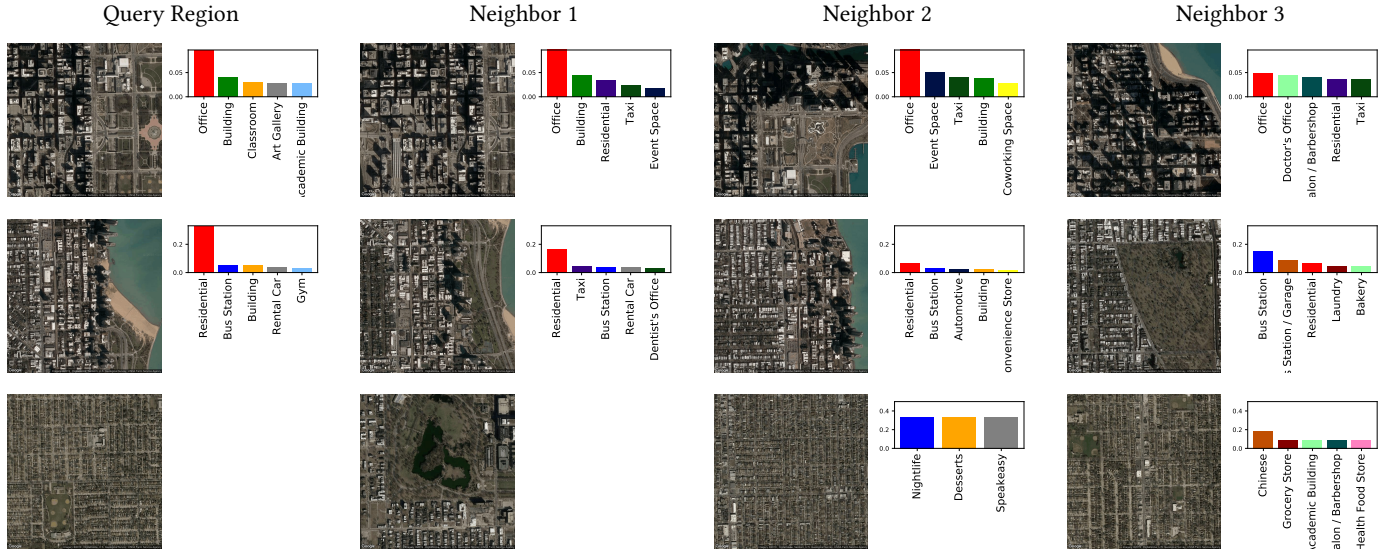 Query Region
Neighbor 1
Neighbor 2
Neighbor 3
0.05
0.00
Office
Building
Classroom
Art Gallery
cademic Building
0.05
0.00
Office
Building
Residential
Taxi
Event Space
0.05
0.00
Office
Event Space
Taxi
Building
Coworking Space
0.05
0.00
Office
Doctor's Office
alon / Barbershop
Residential
Taxi
0.2
0.0
Residential
Bus Station
Building
Rental Car
Gym
0.2
0.0
Residential
Taxi
Bus Station
Rental Car
Dentist's Office
0.2
0.0
Residential
Bus Station
Automotive
Building
onvenience Store
0.2
0.0
Bus Station
s Station / Garage
Residential
Laundry
Bakery
0.4
0.2
0.0
Nightlife
Desserts
Speakeasy
0.4
0.2
0.0
Chinese
Grocery Store
cademic Building
alon / Barbershop
Health Food Store